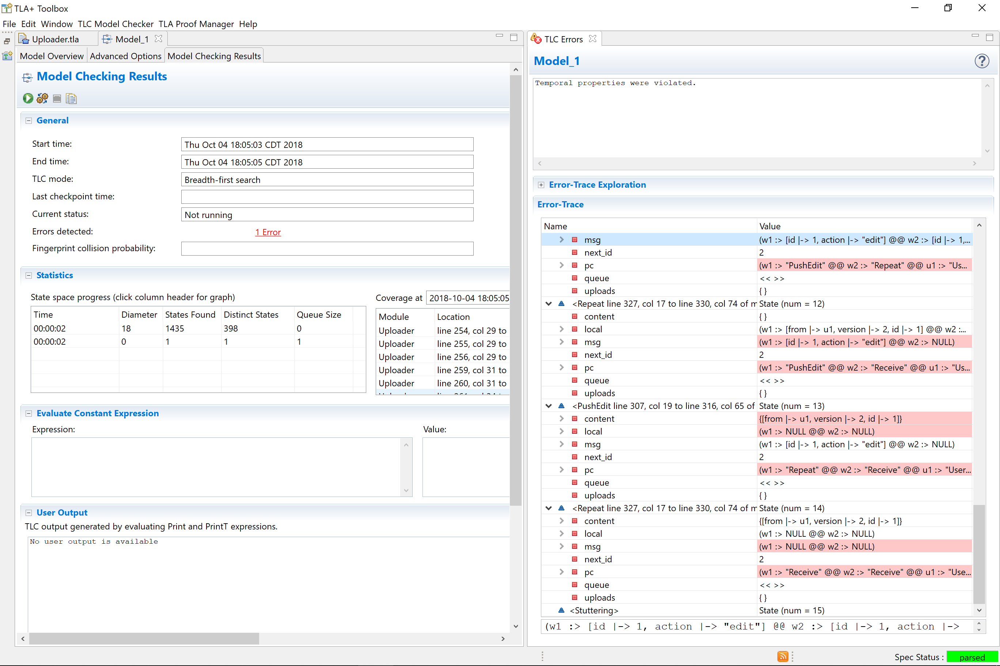 TLA+ Toolbox
File Edit Window TLC Model Checker TLA Proof Manager Help
Uploader.tla
Model_1
Model Overview
Advanced Options
Model Checking Results
Model Checking Results
General
Start time: Thu Oct 04 18:05:03 CDT 2018
End time: Thu Oct 04 18:05:05 CDT 2018
TLC mode: Breadth-first search
Last checkpoint time:
Current status: Not running
Errors detected: 1 Error
Fingerprint collision probability:
Statistics
State space progress (click column header for graph)
Time Diameter States Found Distinct States Queue Size
00:00:02 18 1435 398 0
00:00:02 0 1 1 1
Coverage at 2018-10-04 18:05:05
Module Location
Uploader line 254, col 29 to
Uploader line 255, col 29 to
Uploader line 256, col 29 to
Uploader line 259, col 31 to
Uploader line 260, col 31 to
Evaluate Constant Expression
Expression:
Value:
User Output
TLC output generated by evaluating Print and PrintT expressions.
No user output is available
TLC Errors
Model_1
?
Temporal properties were violated.
Error-Trace Exploration
Error-Trace
Name Value
msg (w1 :> [id |-> 1, action |-> "edit"] @@ w2 :> [id |-> 1,...
next_id 2
pc (w1 :> "PushEdit" @@ w2 :> "Repeat" @@ u1 :> "Us...
queue << >>
uploads { }
<Repeat line 327, col 17 to line 330, col 74 of m State (num = 12)
content { }
local (w1 :> [from |-> u1, version |-> 2, id |-> 1] @@ w2 :...
msg (w1 :> [id |-> 1, action |-> "edit"] @@ w2 :> NULL)
next_id 2
pc (w1 :> "PushEdit" @@ w2 :> "Receive" @@ u1 :> "Us...
queue << >>
uploads { }
<PushEdit line 307, col 19 to line 316, col 65 of State (num = 13)
content {[from |-> u1, version |-> 2, id |-> 1]}
local (w1 :> NULL @@ w2 :> NULL)
msg (w1 :> [id |-> 1, action |-> "edit"] @@ w2 :> NULL)
next_id 2
pc (w1 :> "Repeat" @@ w2 :> "Receive" @@ u1 :> "User...
queue << >>
uploads { }
<Repeat line 327, col 17 to line 330, col 74 of m State (num = 14)
content {[from |-> u1, version |-> 2, id |-> 1]}
local (w1 :> NULL @@ w2 :> NULL)
msg (w1 :> NULL @@ w2 :> NULL)
next_id 2
pc (w1 :> "Receive" @@ w2 :> "Receive" @@ u1 :> "Use...
queue << >>
uploads { }
<Stuttering> State (num = 15)
(w1 :> [id |-> 1, action |-> "edit"] @@ w2 :> [id |-> 1, action |->
Spec Status : parsed